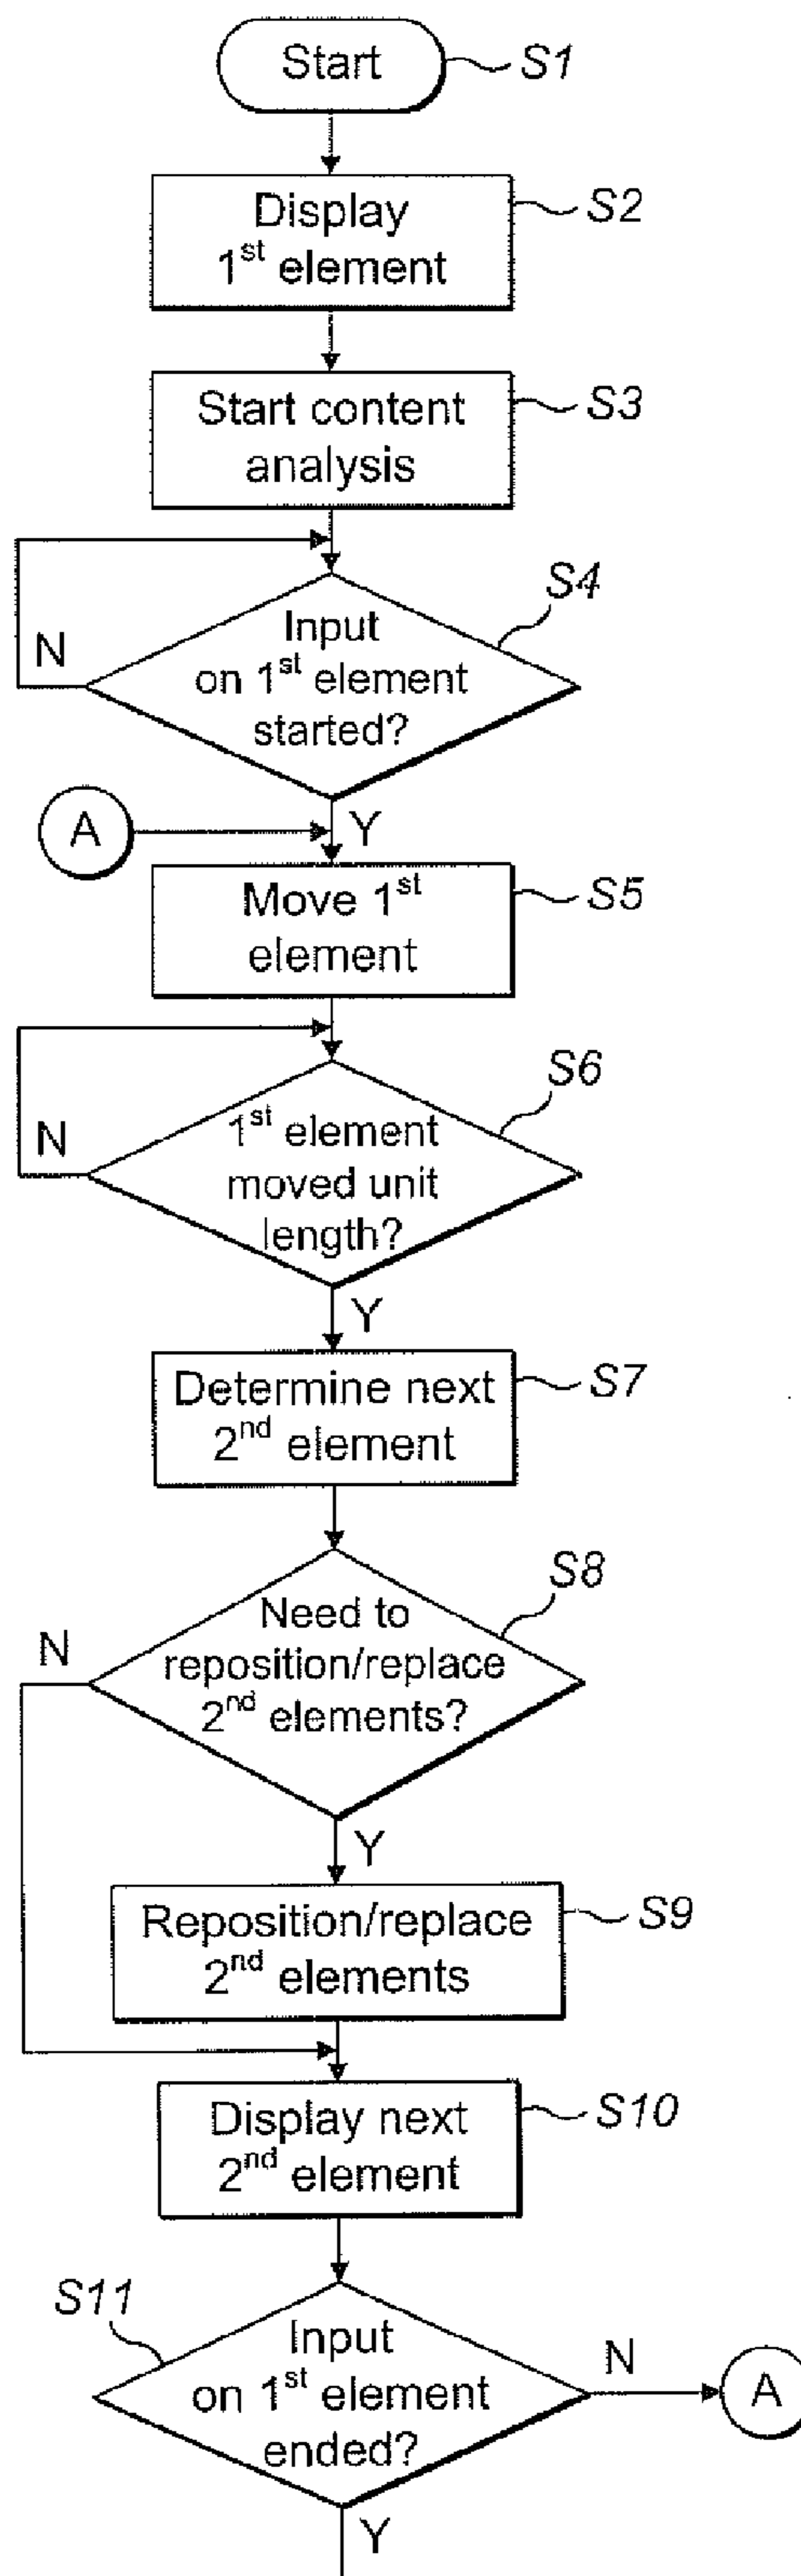 Start
S1
Display
1st element
S2
Start content
analysis
S3
Input
on 1st element
started?
S4
N
A
Y
Move 1st
element
S5
1st element
moved unit
length?
S6
N
Y
Determine next
2nd element
S7
Need to
reposition/replace
2nd elements?
S8
N
Y
Reposition/replace
2nd elements
S9
Display next
2nd element
S10
S11
Input
on 1st element
ended?
N
A
Y